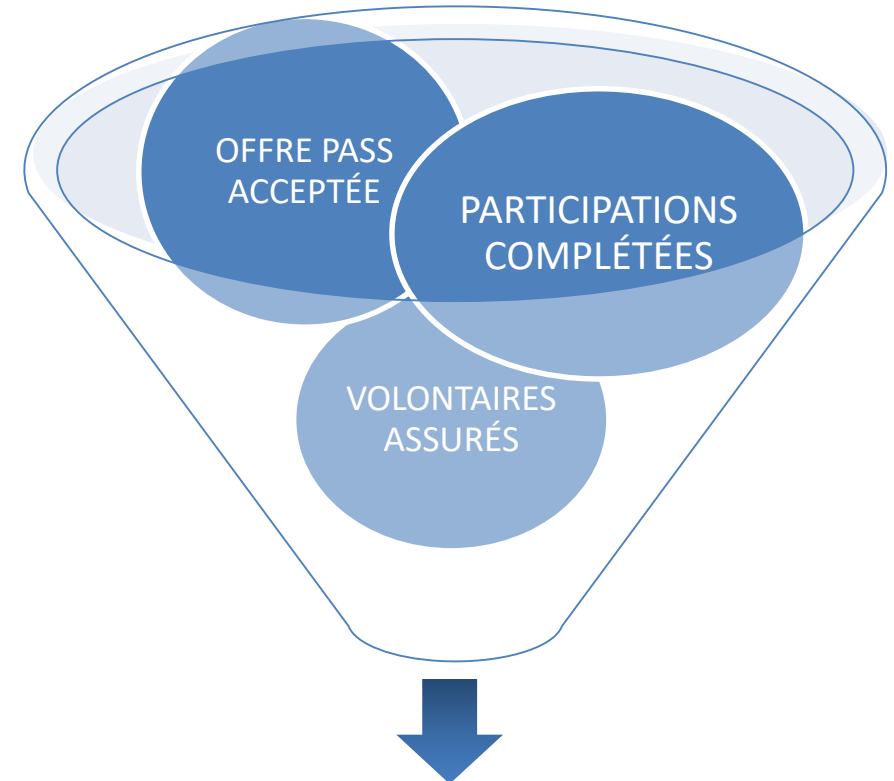 OFFRE PASS
ACCEPTÉE
PARTICIPATIONS
COMPLÉTÉES
VOLONTAIRES
ASSURÉS